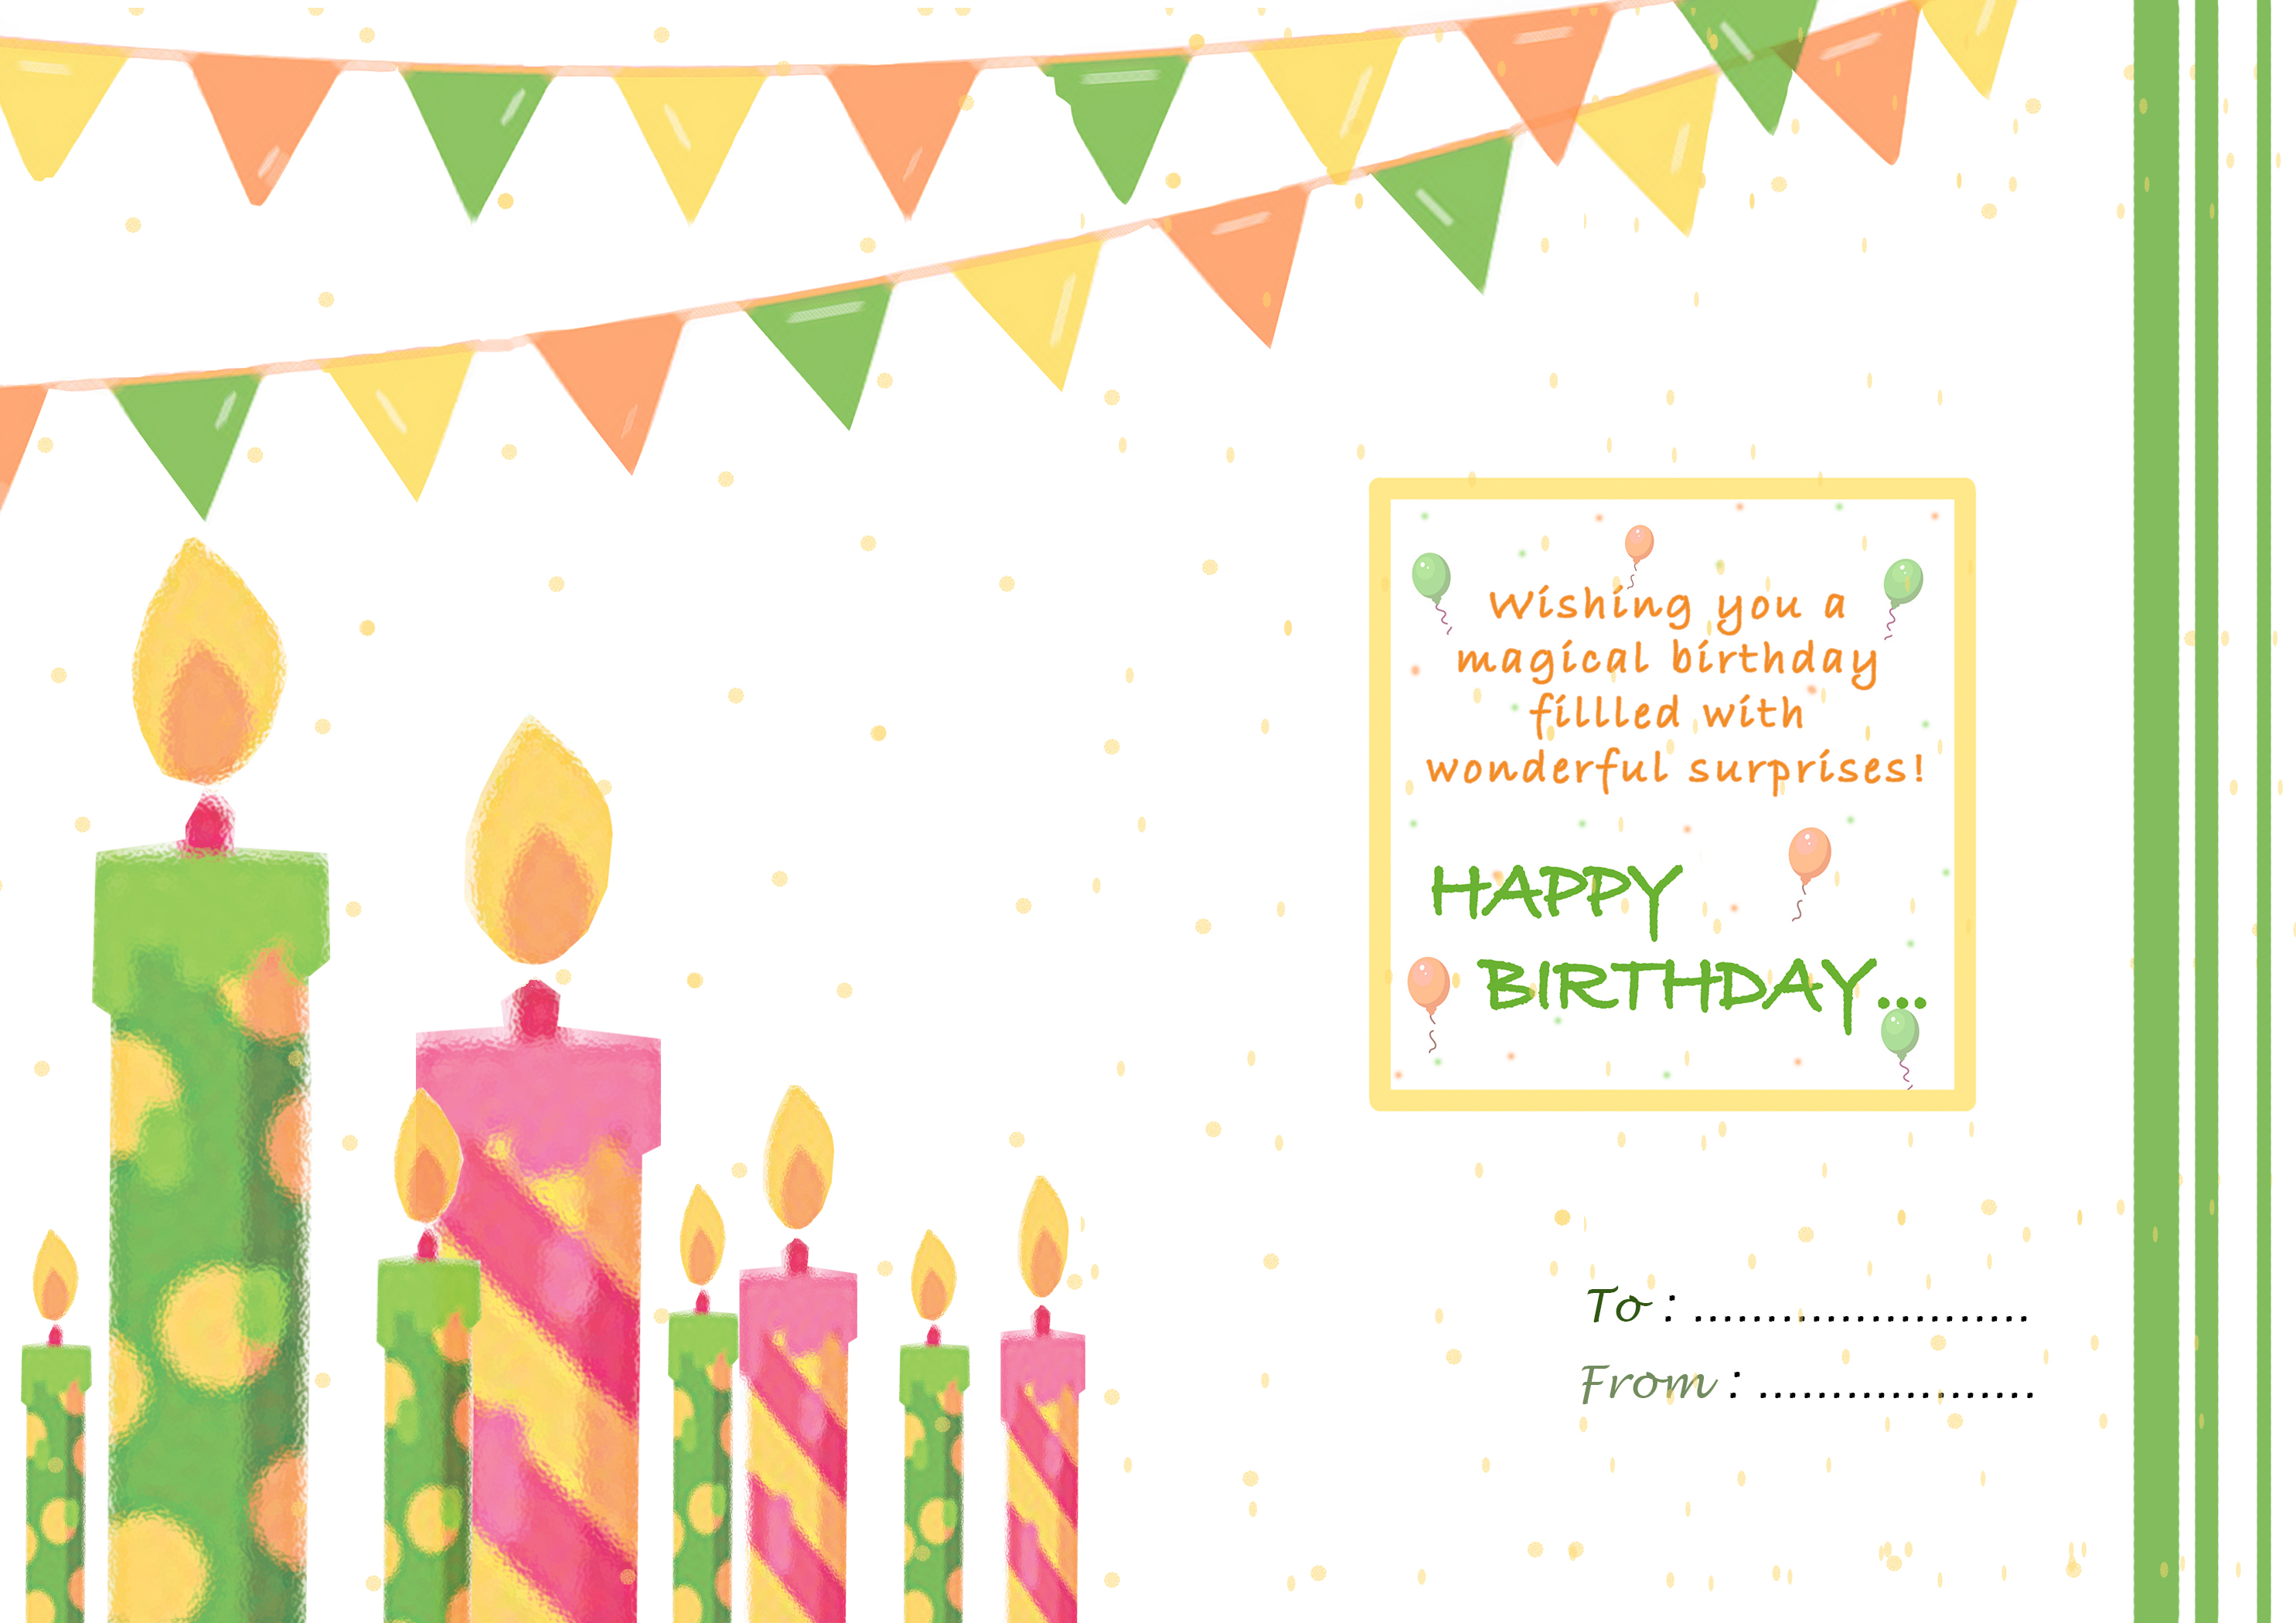 Wishing you a
magical birthday
fillled with
wonderful surprises!
HAPPY
BIRTHDAY...
To : .......................
From : ...................